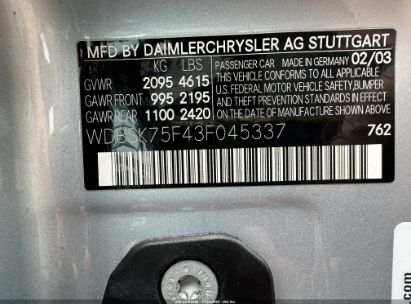 MFD BY DAIMLERCHRYSLER AG STUTTGART
KG LBS
GVWR 2095 4615
GAWR FRONT 995 2195
GAWR REAR 1100 2420
PASSENGER CAR MADE IN GERMANY 02/03
THIS VEHICLE CONFORMS TO ALL APPLICABLE
U.S. FEDERAL MOTOR VEHICLE SAFETY, BUMPER
AND THEFT PREVENTION STANDARDS IN EFFECT
ON THE DATE OF MANUFACTURE SHOWN ABOVE.
WDBSK75F43F045337
762
.com